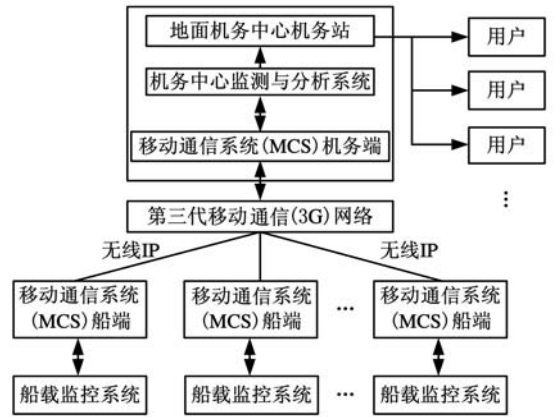 地面机务中心机务站
用户
机务中心监测与分析系统
用户
移动通信系统(MCS)机务端
用户
⋮
第三代移动通信(3G)网络
无线IP
无线IP
移动通信系统
(MCS)船端
移动通信系统
(MCS)船端
…
移动通信系统
(MCS)船端
船载监控系统
船载监控系统
…
船载监控系统